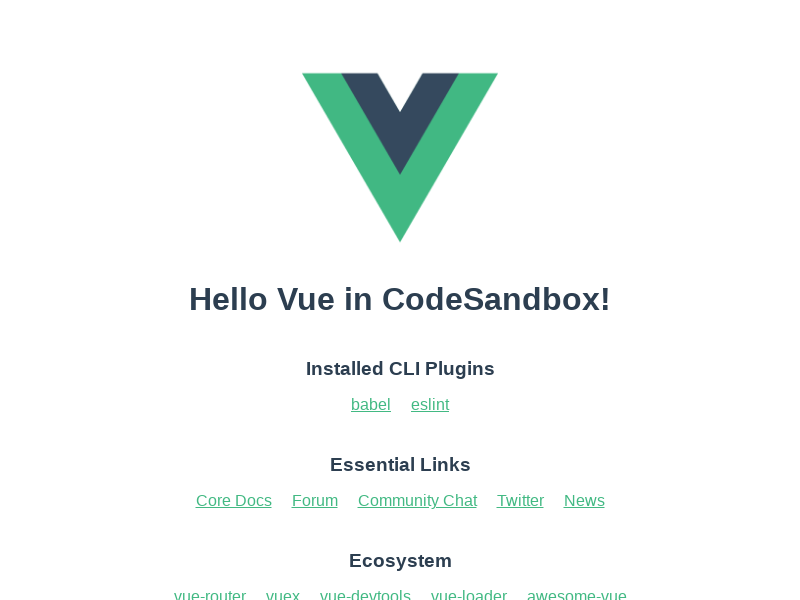 Hello Vue in CodeSandbox!
Installed CLI Plugins
babel eslint
Essential Links
Core Docs Forum Community Chat Twitter News
Ecosystem
vue-router vuex vue-devtools vue-loader awesome-vue